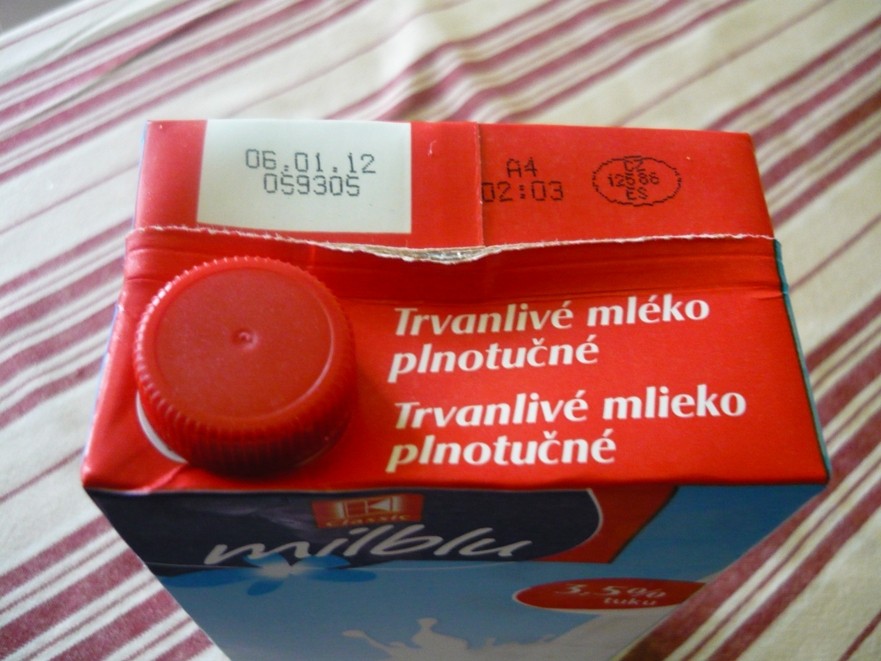 06.01.12
059305
A4
02:03
CZ
12586
ES
Trvanlivé mléko
plnotučné
Trvanlivé mlieko
plnotučné
K
classic
milblu
3,5%
tuku